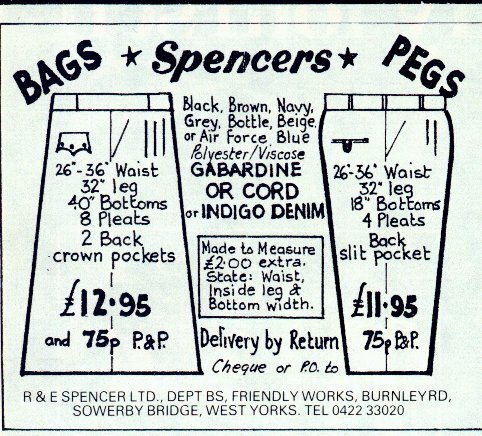 BAGS ★ Spencers ★ PEGS
26"-36" Waist
32" leg
40" Bottoms
8 Pleats
2 Back
crown pockets
£12·95
and 75p P.&P.
Black, Brown, Navy,
Grey, Bottle, Beige,
or Air Force Blue
Polyester/Viscose
GABARDINE
OR CORD
or INDIGO DENIM
Made to Measure
£2·00 extra.
State: Waist,
Inside leg &
Bottom width.
Delivery by Return
Cheque or P.O. to
26"-36" Waist
32" leg
18" Bottoms
4 Pleats
Back
slit pocket
£11·95
75p P.&P.
R & E SPENCER LTD., DEPT BS, FRIENDLY WORKS, BURNLEY RD,
SOWERBY BRIDGE, WEST YORKS. TEL 0422 33020